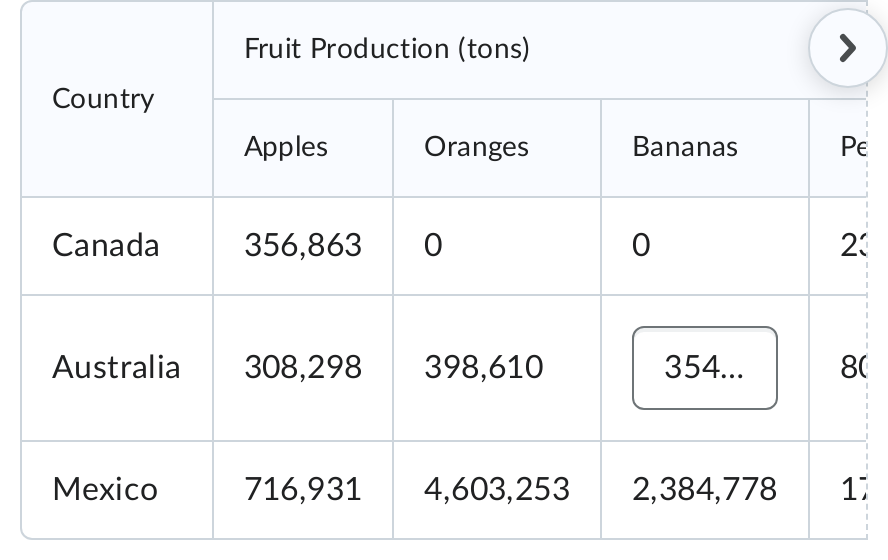 Country
Fruit Production (tons)
Apples Oranges Bananas
Canada 356,863 0 0
Australia 308,298 398,610 354...
Mexico 716,931 4,603,253 2,384,778